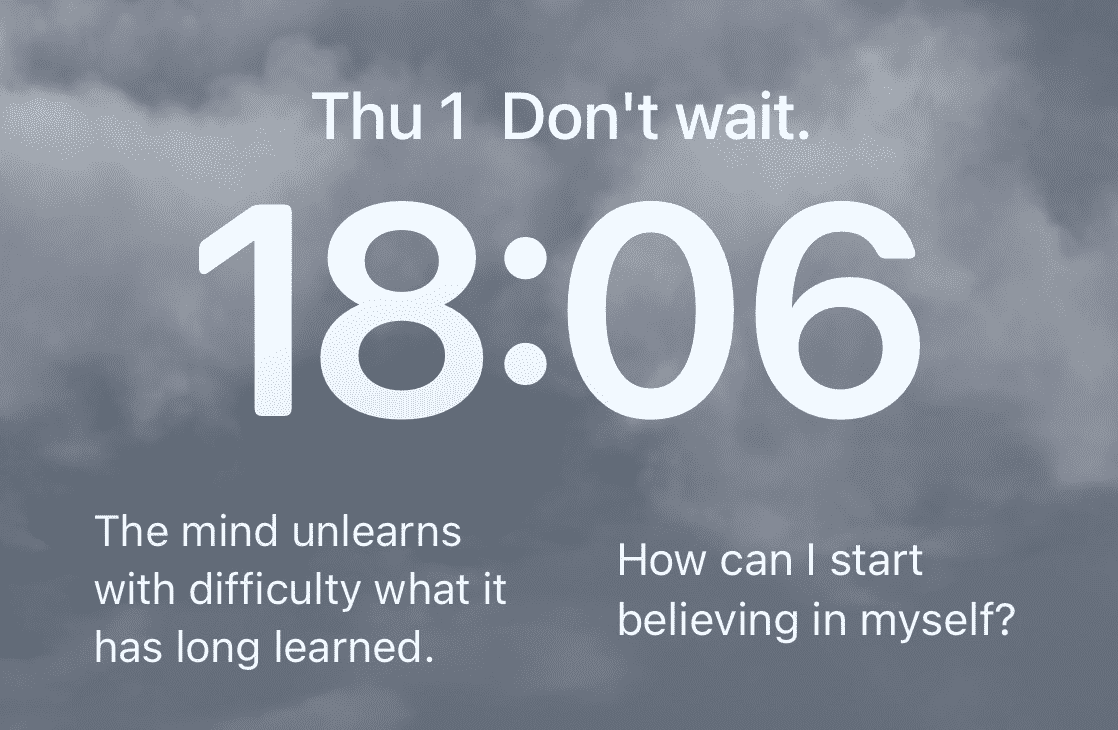 Thu 1  Don't wait.
18:06
The mind unlearns
with difficulty what it
has long learned.
How can I start
believing in myself?